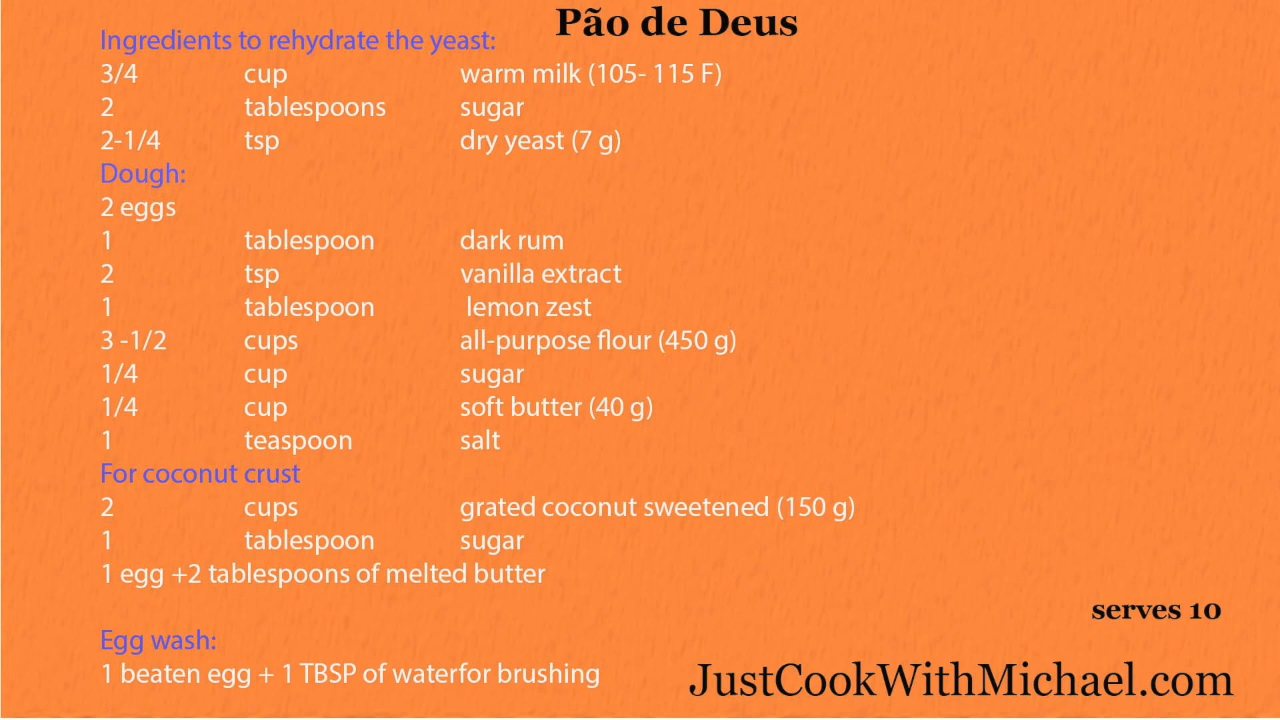 Pão de Deus
Ingredients to rehydrate the yeast:
3/4 cup warm milk (105- 115 F)
2 tablespoons sugar
2-1/4 tsp dry yeast (7 g)
Dough:
2 eggs
1 tablespoon dark rum
2 tsp vanilla extract
1 tablespoon lemon zest
3 -1/2 cups all-purpose flour (450 g)
1/4 cup sugar
1/4 cup soft butter (40 g)
1 teaspoon salt
For coconut crust
2 cups grated coconut sweetened (150 g)
1 tablespoon sugar
1 egg +2 tablespoons of melted butter
serves 10
Egg wash:
1 beaten egg + 1 TBSP of waterfor brushing
JustCookWithMichael.com